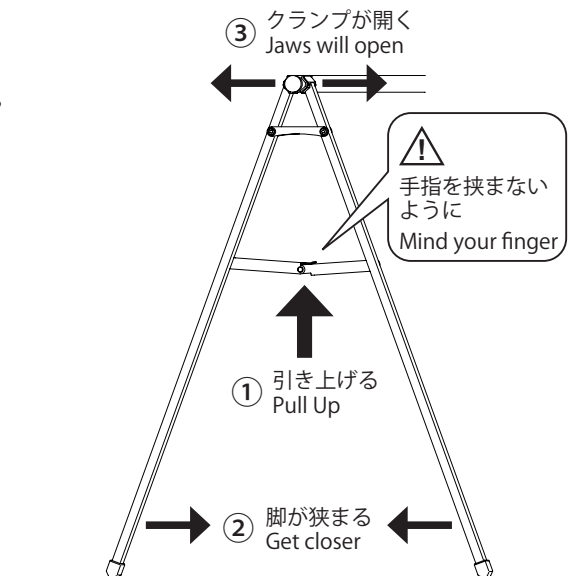 ③ クランプが開く
Jaws will open
手指を挟まない
ように
Mind your finger
① 引き上げる
Pull Up
② 脚が狭まる
Get closer